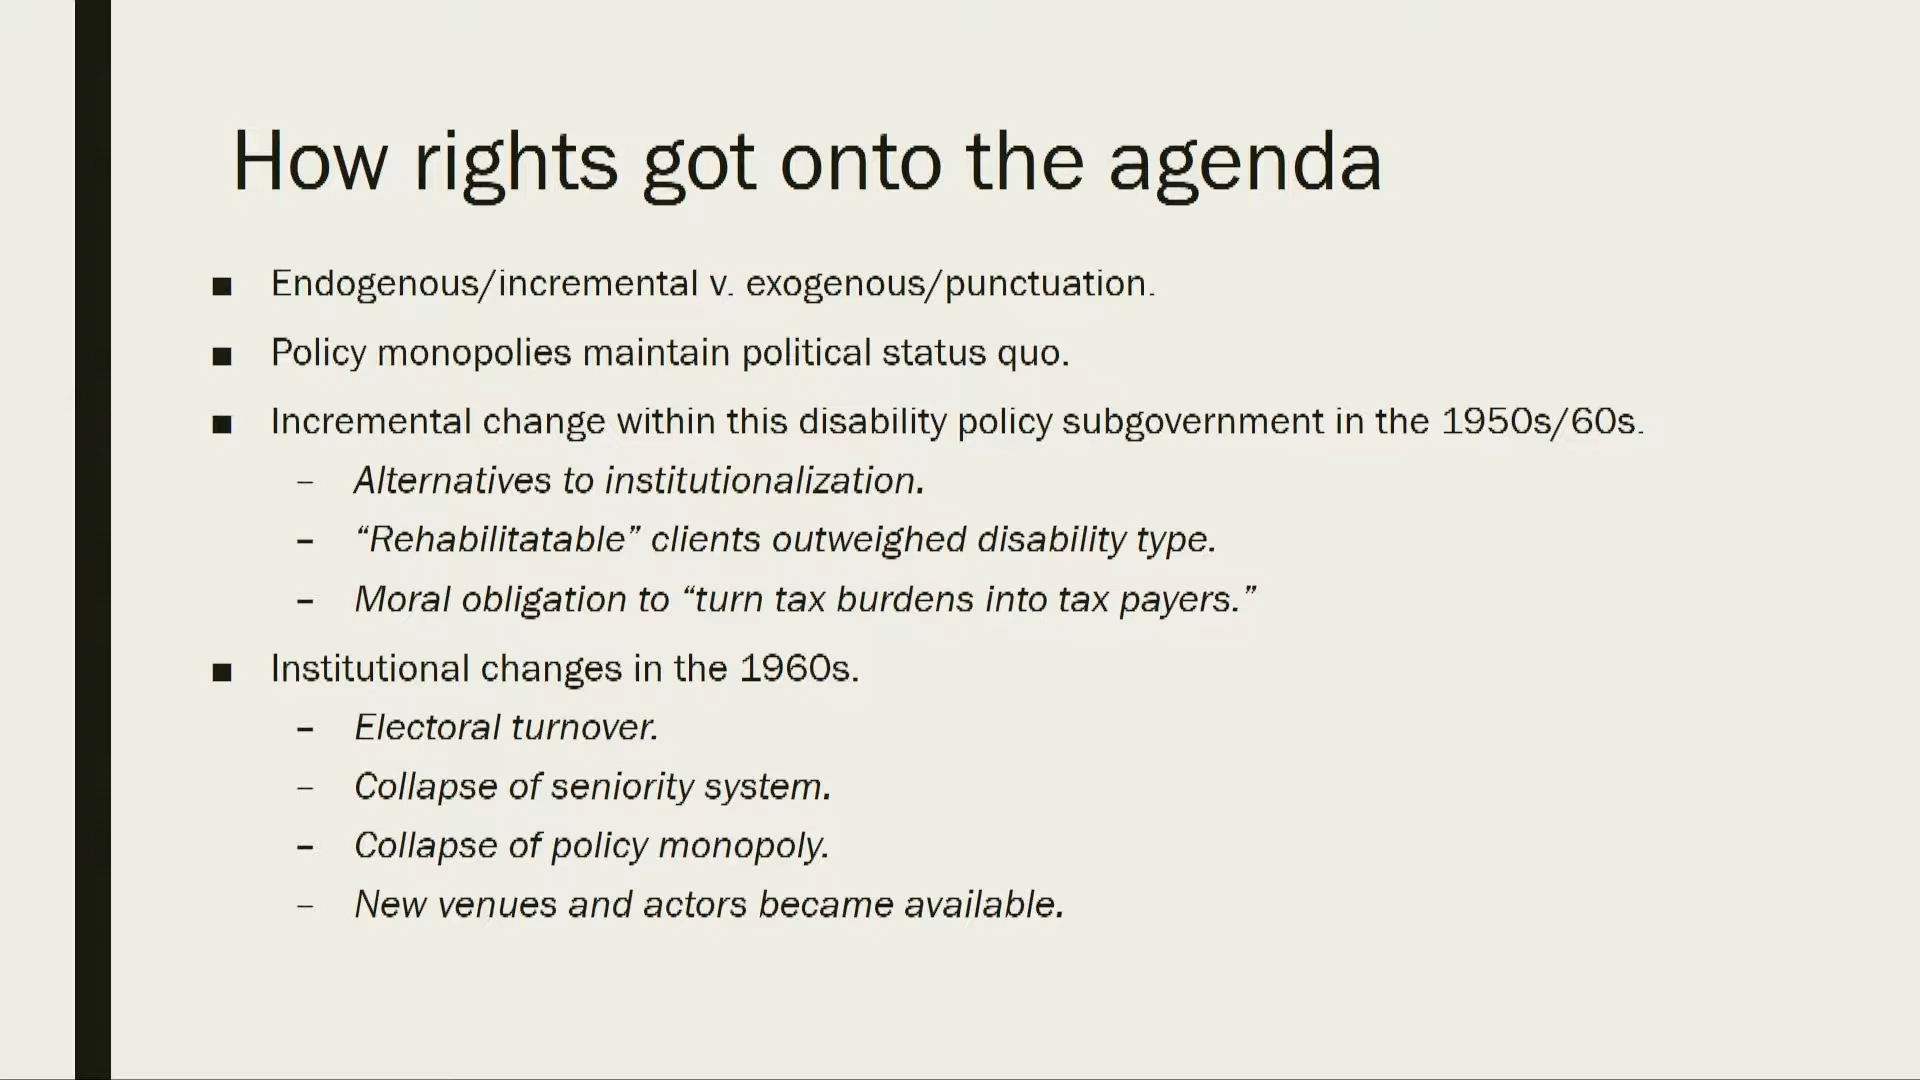 How rights got onto the agenda
■ Endogenous/incremental v. exogenous/punctuation.
■ Policy monopolies maintain political status quo.
■ Incremental change within this disability policy subgovernment in the 1950s/60s.
– Alternatives to institutionalization.
– “Rehabilitatable” clients outweighed disability type.
– Moral obligation to “turn tax burdens into tax payers.”
■ Institutional changes in the 1960s.
– Electoral turnover.
– Collapse of seniority system.
– Collapse of policy monopoly.
– New venues and actors became available.